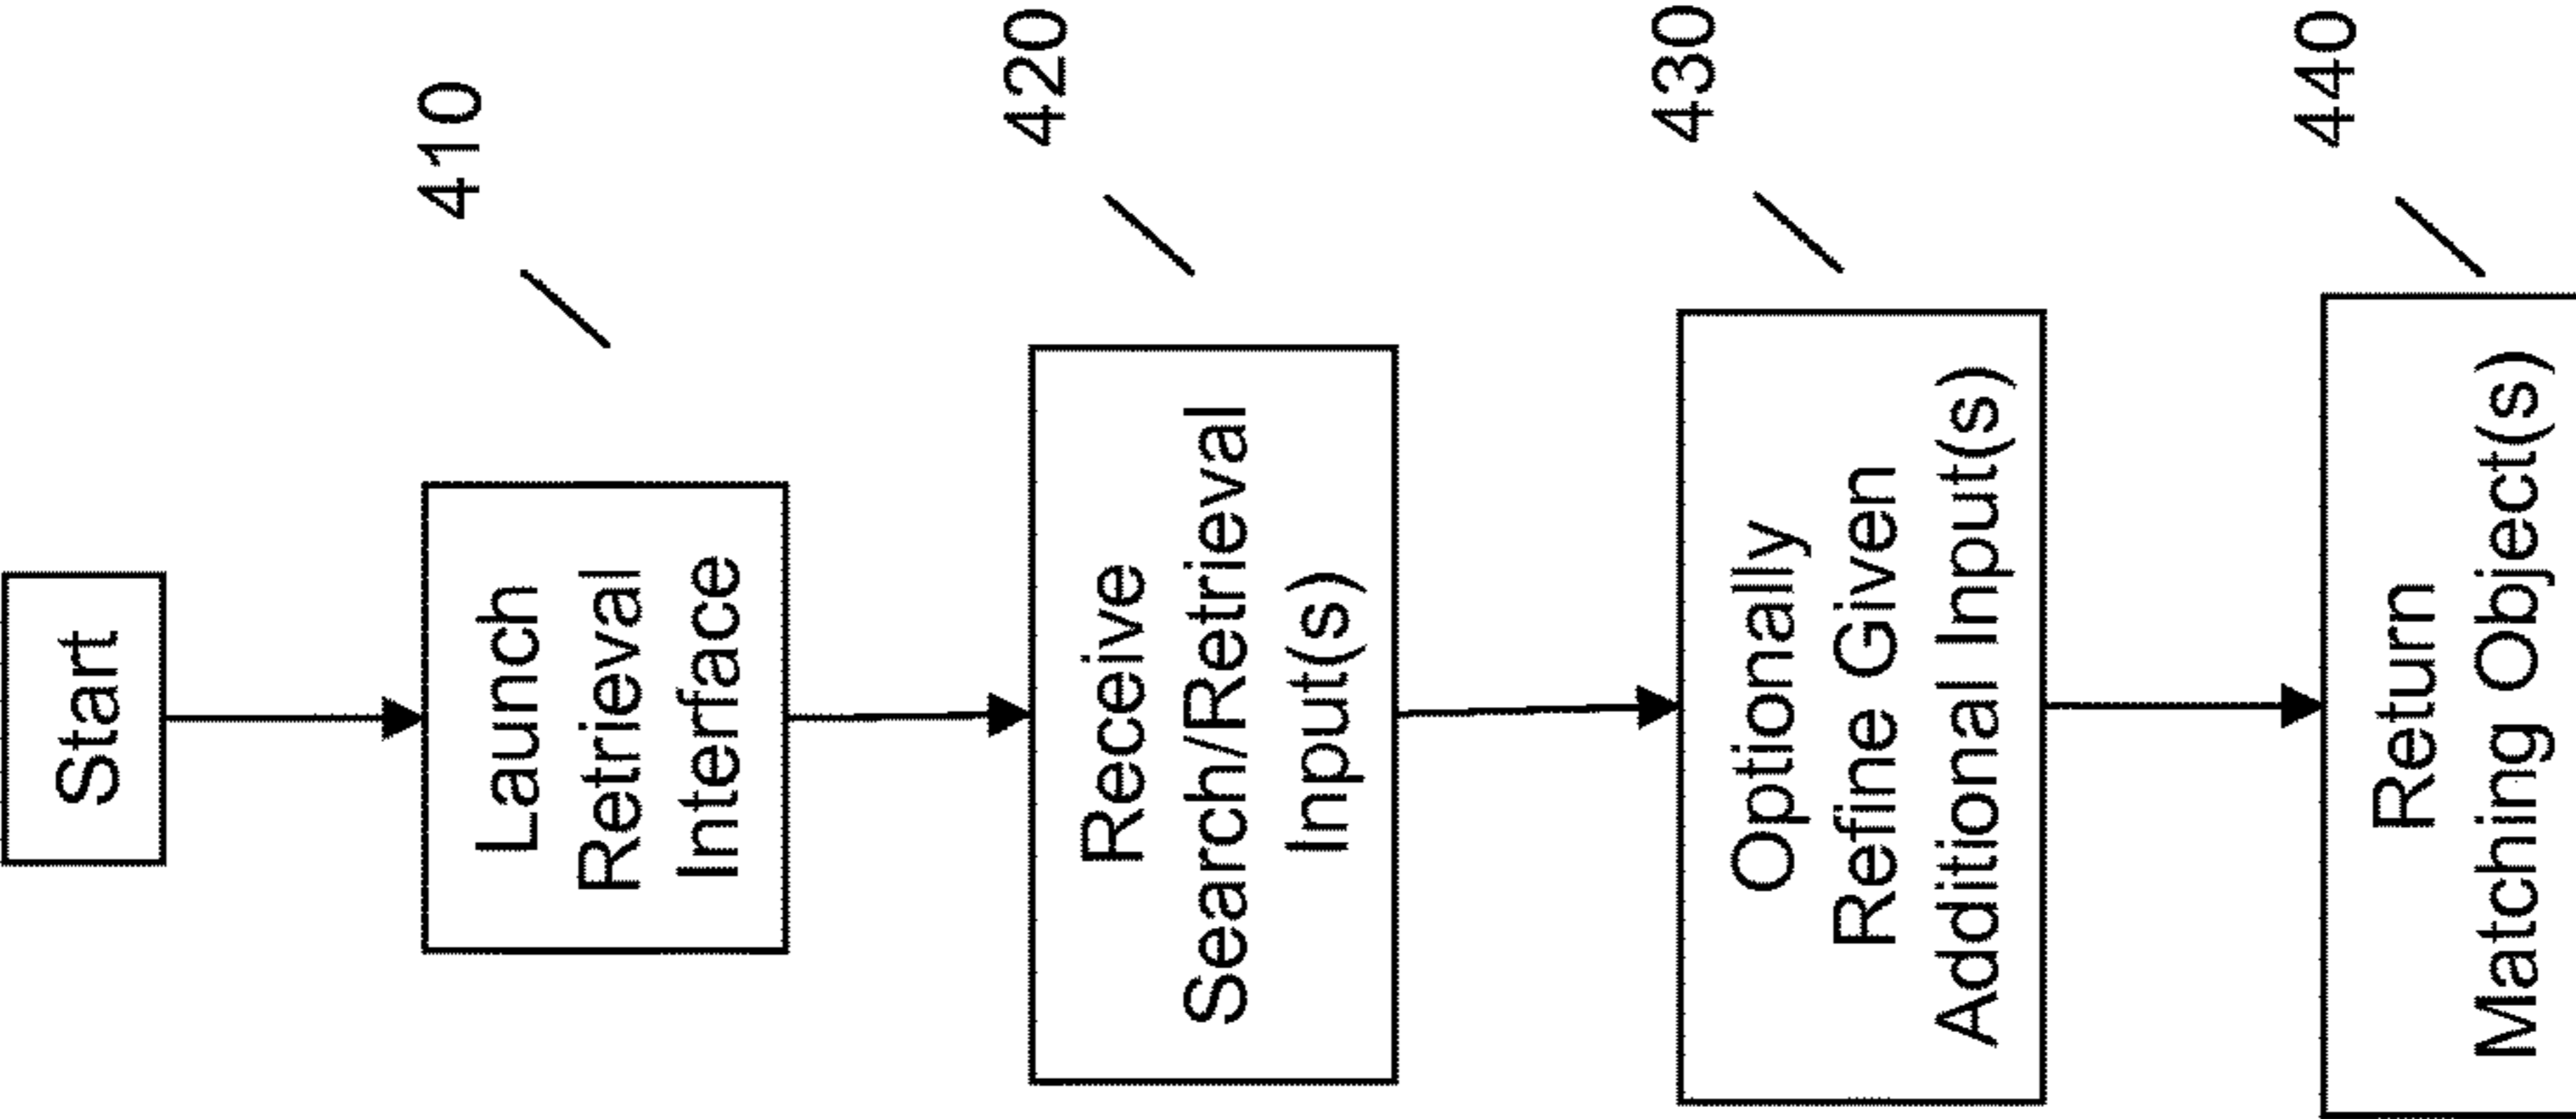 Start
410
Launch
Retrieval
Interface
420
Receive
Search/Retrieval
Input(s)
430
Optionally
Refine Given
Additional Input(s)
440
Return
Matching Object(s)